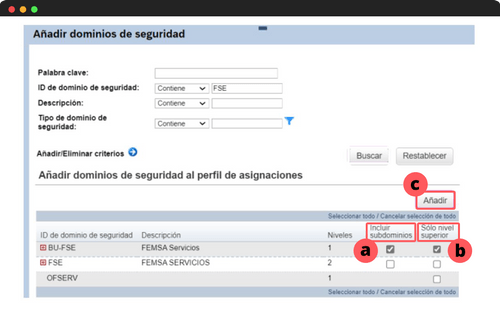 Añadir dominios de seguridad
Palabra clave:
ID de dominio de seguridad: Contiene FSE
Descripción: Contiene
Tipo de dominio de seguridad: Contiene
Añadir/Eliminar criterios Buscar Restablecer
Añadir dominios de seguridad al perfil de asignaciones
c
Añadir
Seleccionar todo / Cancelar selección de todo
ID de dominio de seguridad Descripción Niveles Incluir subdominios Sólo nivel superior
BU-FSE FEMSA Servicios 1
a b
FSE FEMSA SERVICIOS 2
OFSERV 1
Seleccionar todo / Cancelar selección de todo